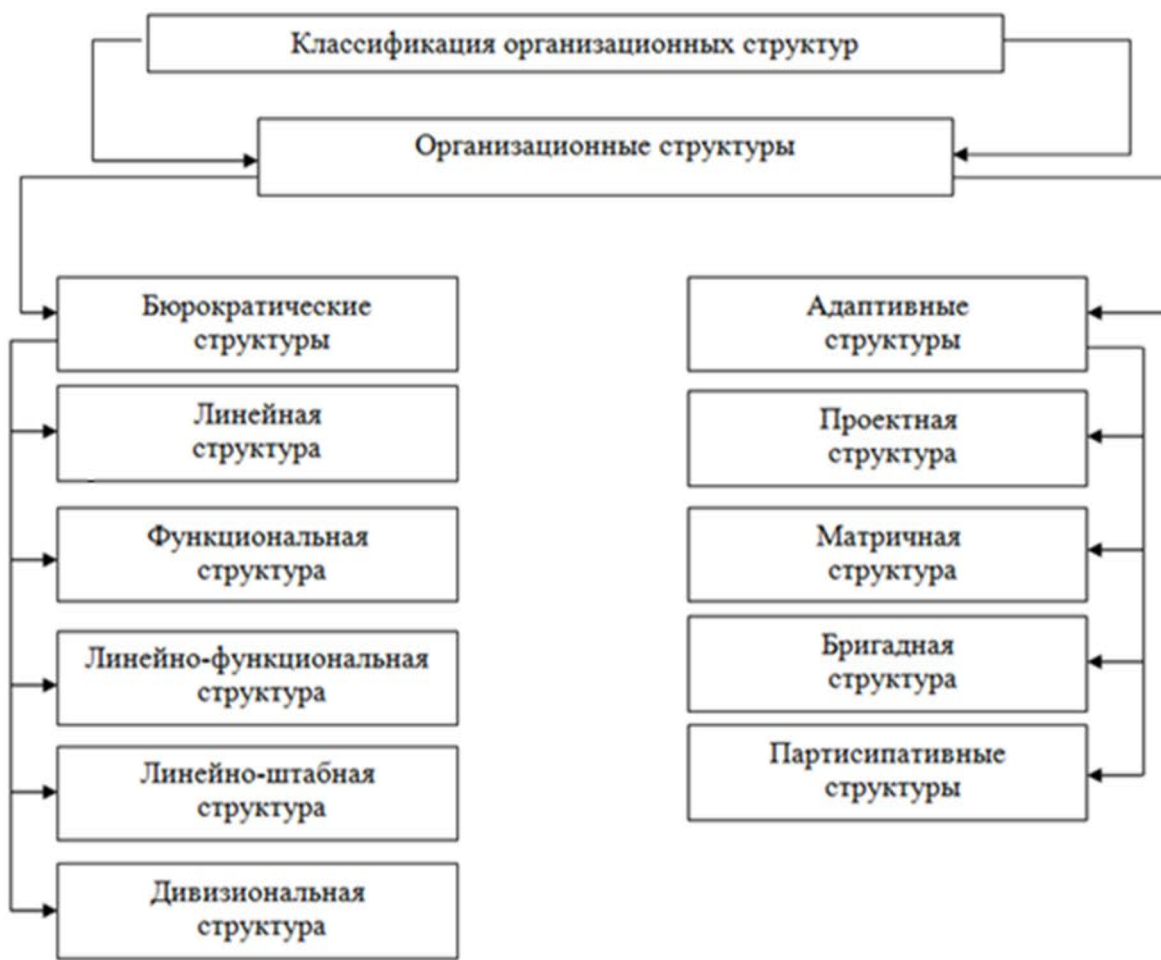 Классификация организационных структур
Организационные структуры
Бюрократические
структуры
Линейная
структура
Функциональная
структура
Линейно-функциональная
структура
Линейно-штабная
структура
Дивизиональная
структура
Адаптивные
структуры
Проектная
структура
Матричная
структура
Бригадная
структура
Партисипативные
структуры